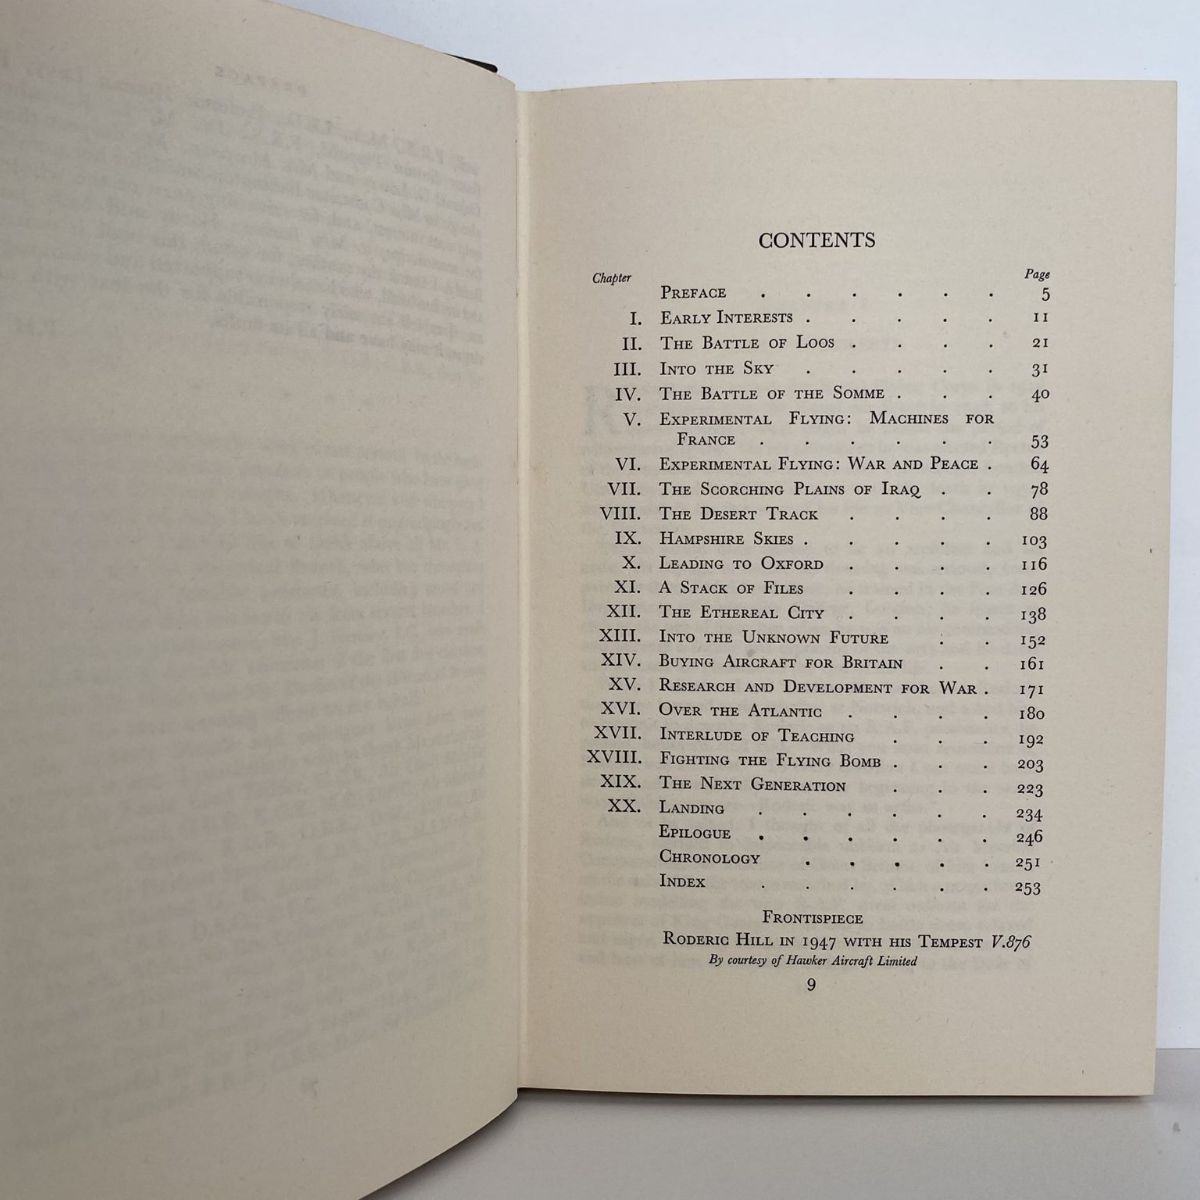 CONTENTS
Chapter Page
PREFACE . . . . . . 5
I. EARLY INTERESTS . . . . . 11
II. THE BATTLE OF LOOS . . . . 21
III. INTO THE SKY . . . . . 31
IV. THE BATTLE OF THE SOMME . . . 40
V. EXPERIMENTAL FLYING: MACHINES FOR
FRANCE . . . . . . 53
VI. EXPERIMENTAL FLYING: WAR AND PEACE . 64
VII. THE SCORCHING PLAINS OF IRAQ . . 78
VIII. THE DESERT TRACK . . . . 88
IX. HAMPSHIRE SKIES . . . . . 103
X. LEADING TO OXFORD . . . . 116
XI. A STACK OF FILES . . . . 126
XII. THE ETHEREAL CITY . . . . 138
XIII. INTO THE UNKNOWN FUTURE . . 152
XIV. BUYING AIRCRAFT FOR BRITAIN . . 161
XV. RESEARCH AND DEVELOPMENT FOR WAR . 171
XVI. OVER THE ATLANTIC . . . . 180
XVII. INTERLUDE OF TEACHING . . . 192
XVIII. FIGHTING THE FLYING BOMB . . . 203
XIX. THE NEXT GENERATION . . . 223
XX. LANDING . . . . . . 234
EPILOGUE . . . . . . 246
CHRONOLOGY . . . . . 251
INDEX . . . . . . 253
FRONTISPIECE
RODERIC HILL IN 1947 WITH HIS TEMPEST V.876
By courtesy of Hawker Aircraft Limited
9